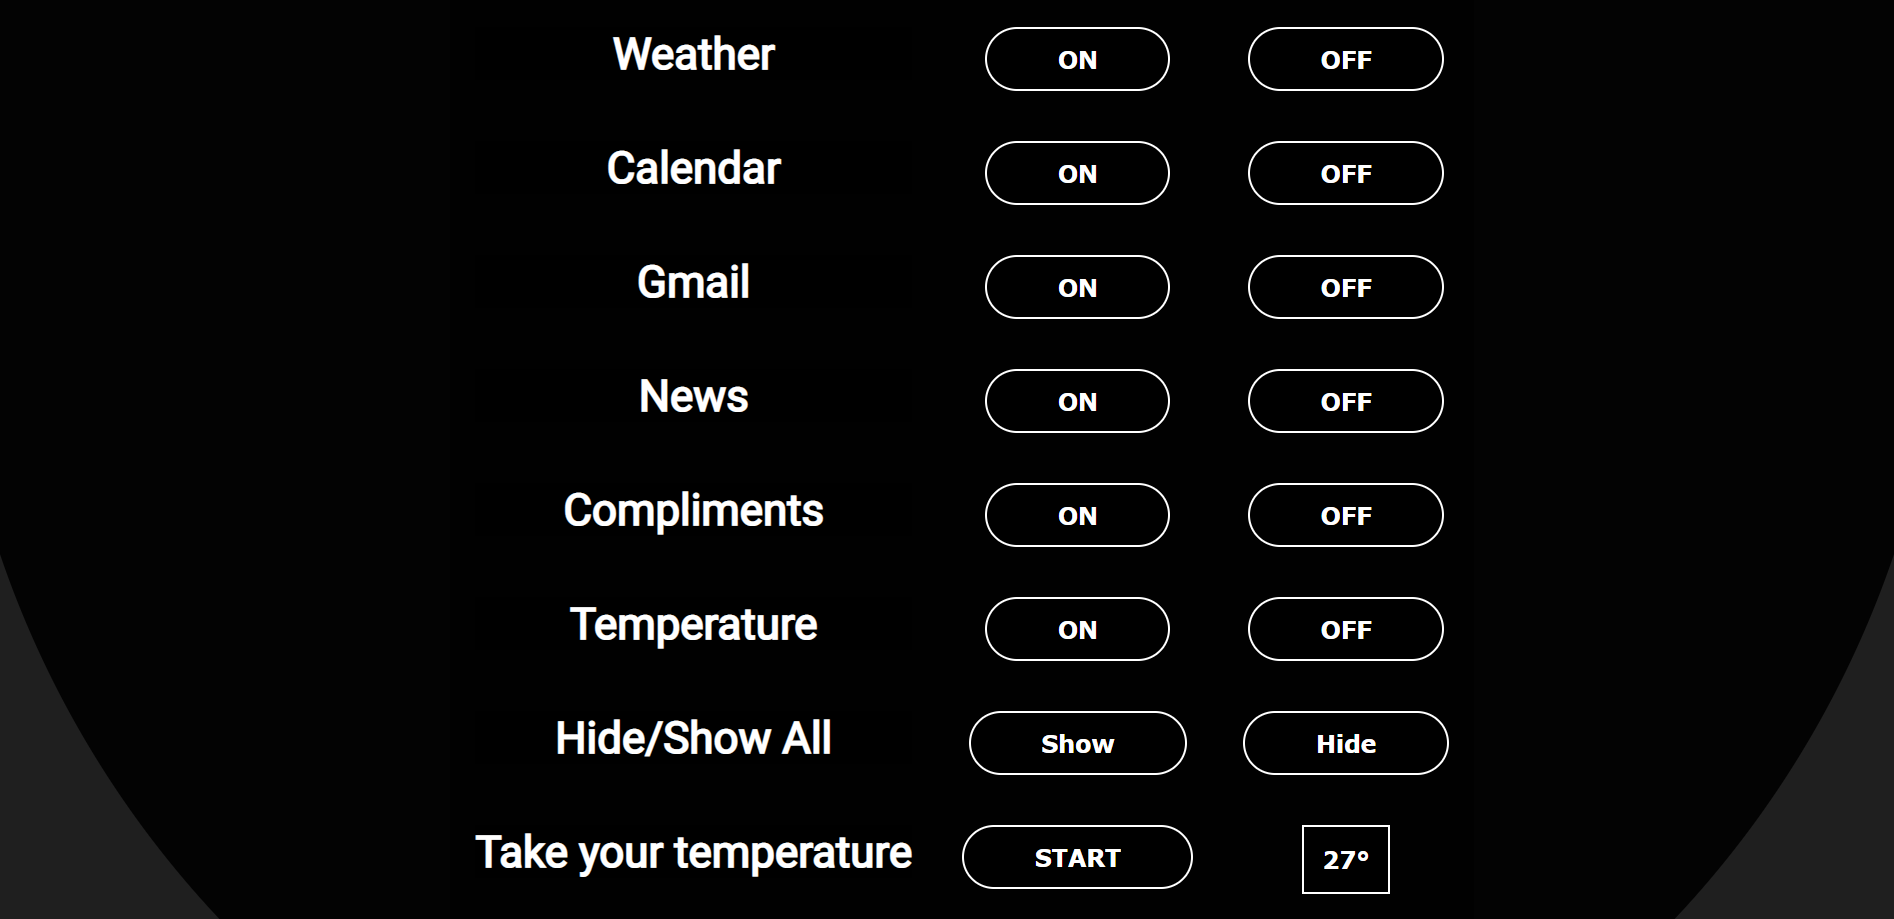 Weather ON OFF
Calendar ON OFF
Gmail ON OFF
News ON OFF
Compliments ON OFF
Temperature ON OFF
Hide/Show All Show Hide
Take your temperature START 27°